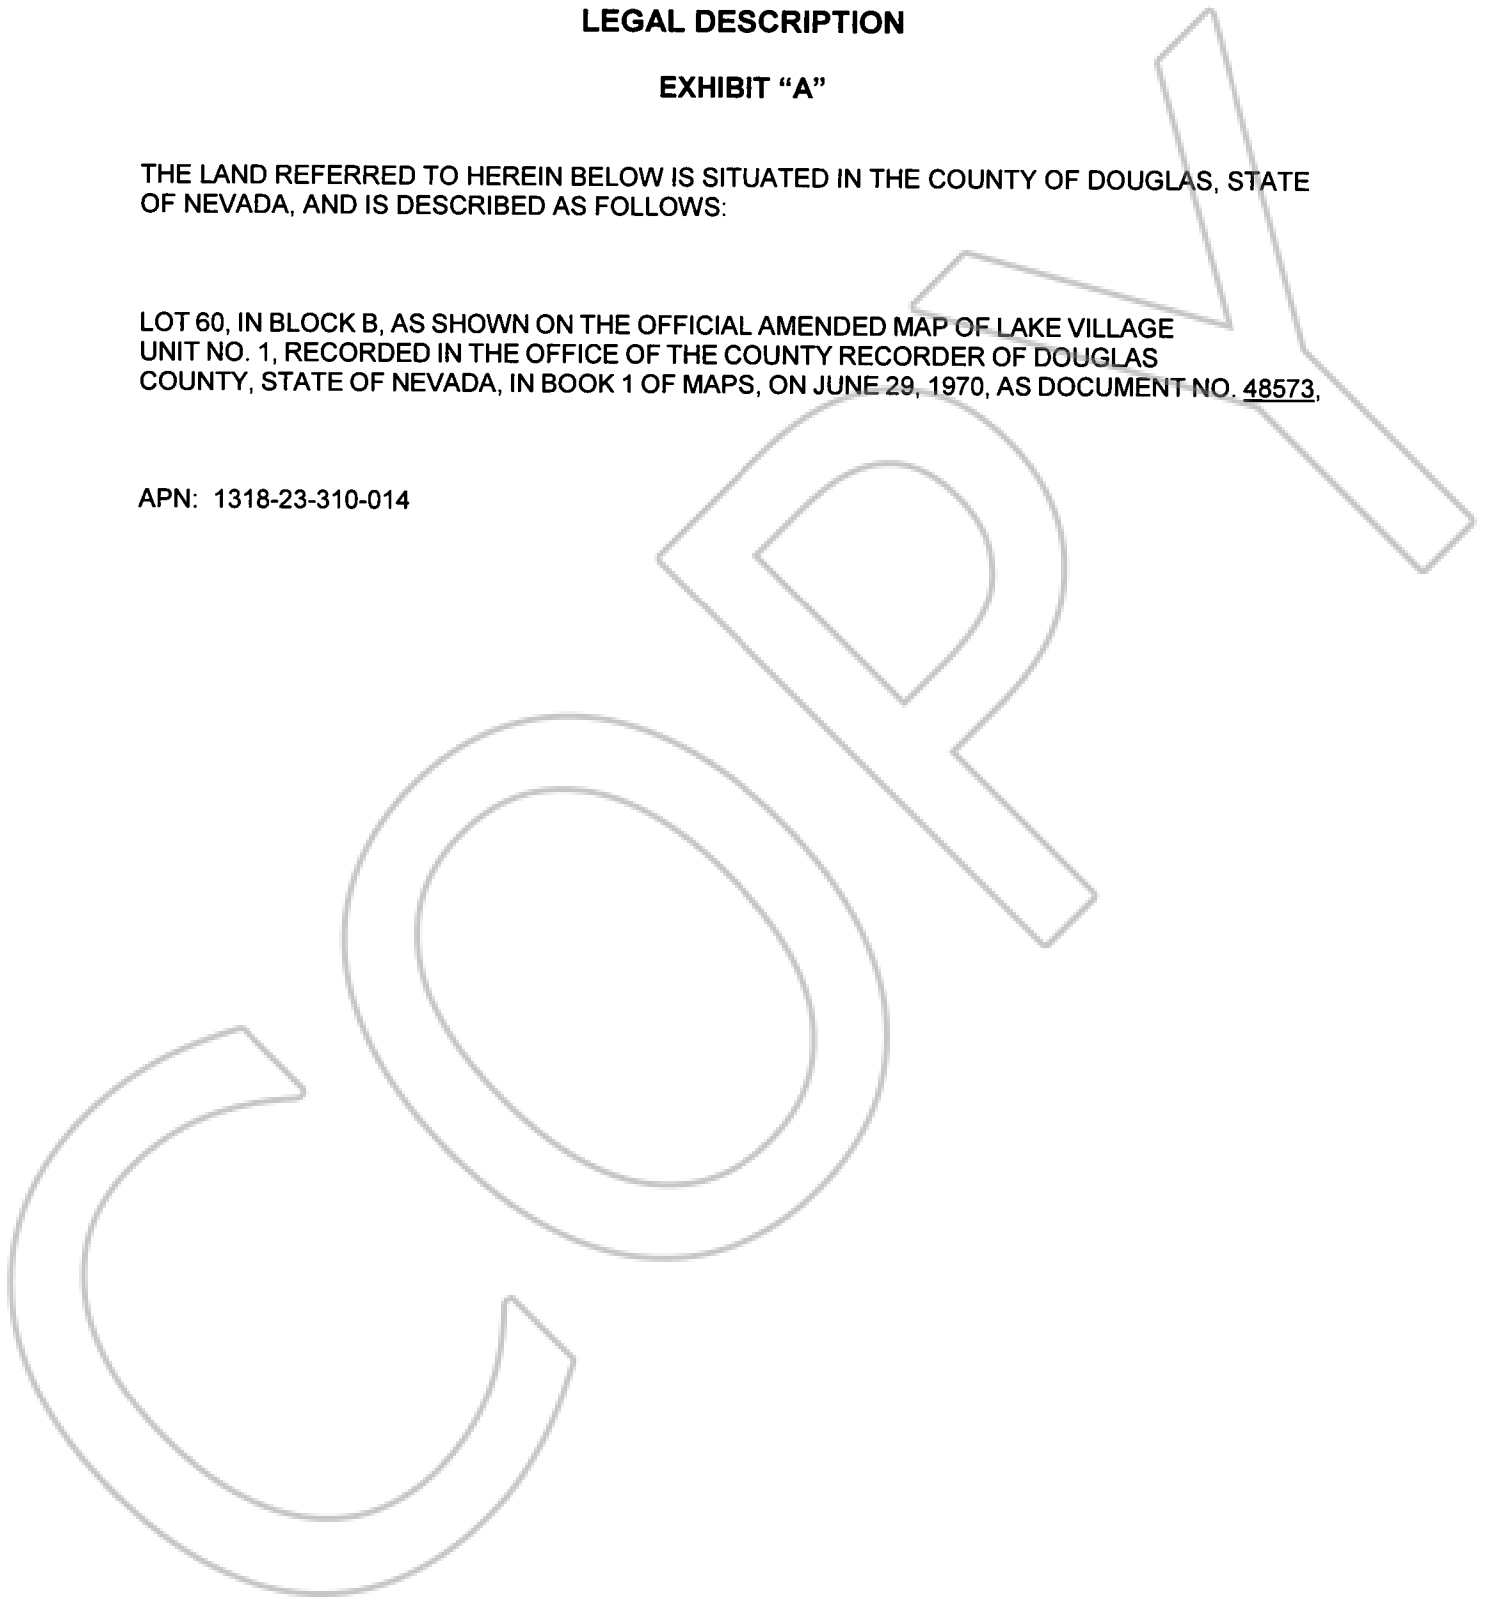 LEGAL DESCRIPTION
EXHIBIT “A”
THE LAND REFERRED TO HEREIN BELOW IS SITUATED IN THE COUNTY OF DOUGLAS, STATE
OF NEVADA, AND IS DESCRIBED AS FOLLOWS:
LOT 60, IN BLOCK B, AS SHOWN ON THE OFFICIAL AMENDED MAP OF LAKE VILLAGE
UNIT NO. 1, RECORDED IN THE OFFICE OF THE COUNTY RECORDER OF DOUGLAS
COUNTY, STATE OF NEVADA, IN BOOK 1 OF MAPS, ON JUNE 29, 1970, AS DOCUMENT NO. 48573,
APN: 1318-23-310-014
COPY